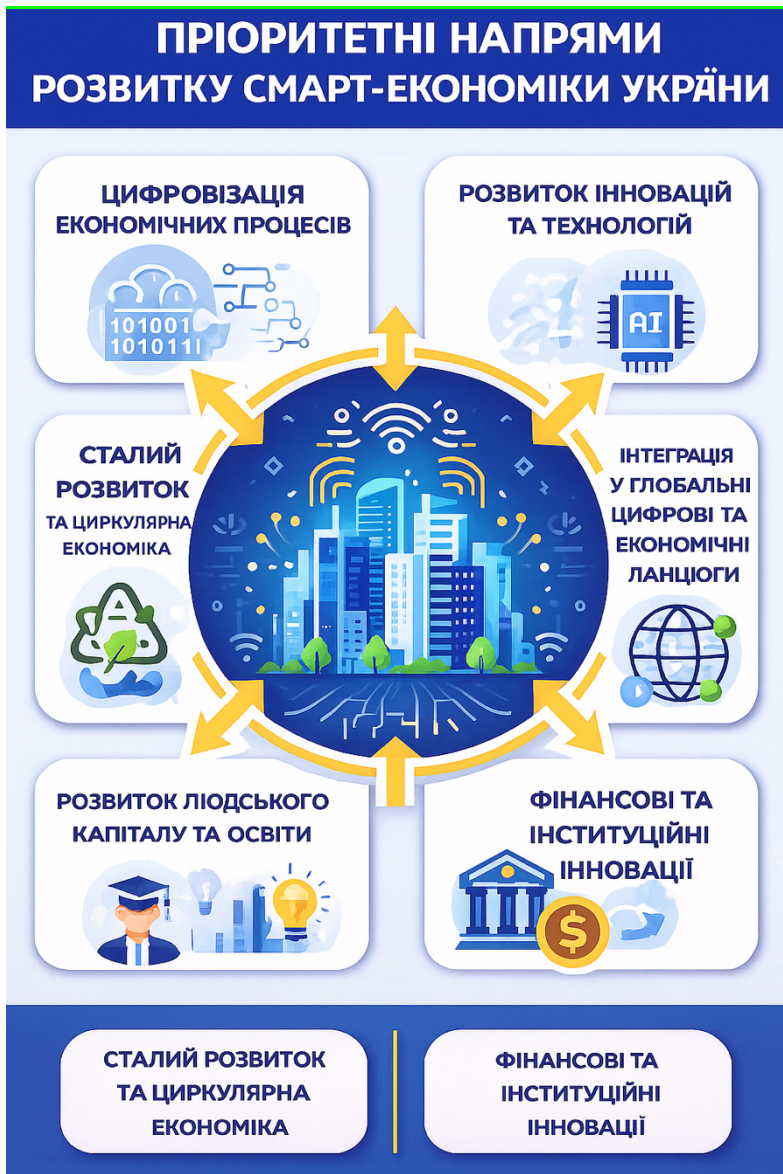 ПРІОРИТЕТНІ НАПРЯМИ
РОЗВИТКУ СМАРТ-ЕКОНОМІКИ УКРАЇНИ
ЦИФРОВІЗАЦІЯ
ЕКОНОМІЧНИХ ПРОЦЕСІВ
101001
101011I
РОЗВИТОК ІННОВАЦІЙ
ТА ТЕХНОЛОГІЙ
AI
СТАЛИЙ
РОЗВИТОК
ТА ЦИРКУЛЯРНА
ЕКОНОМІКА
ІНТЕГРАЦІЯ
У ГЛОБАЛЬНІ
ЦИФРОВІ ТА
ЕКОНОМІЧНІ
ЛАНЦЮГИ
РОЗВИТОК ЛЮДСЬКОГО
КАПІТАЛУ ТА ОСВІТИ
ФІНАНСОВІ ТА
ІНСТИТУЦІЙНІ
ІННОВАЦІЇ
$
СТАЛИЙ РОЗВИТОК
ТА ЦИРКУЛЯРНА
ЕКОНОМІКА
ФІНАНСОВІ ТА
ІНСТИТУЦІЙНІ
ІННОВАЦІЇ